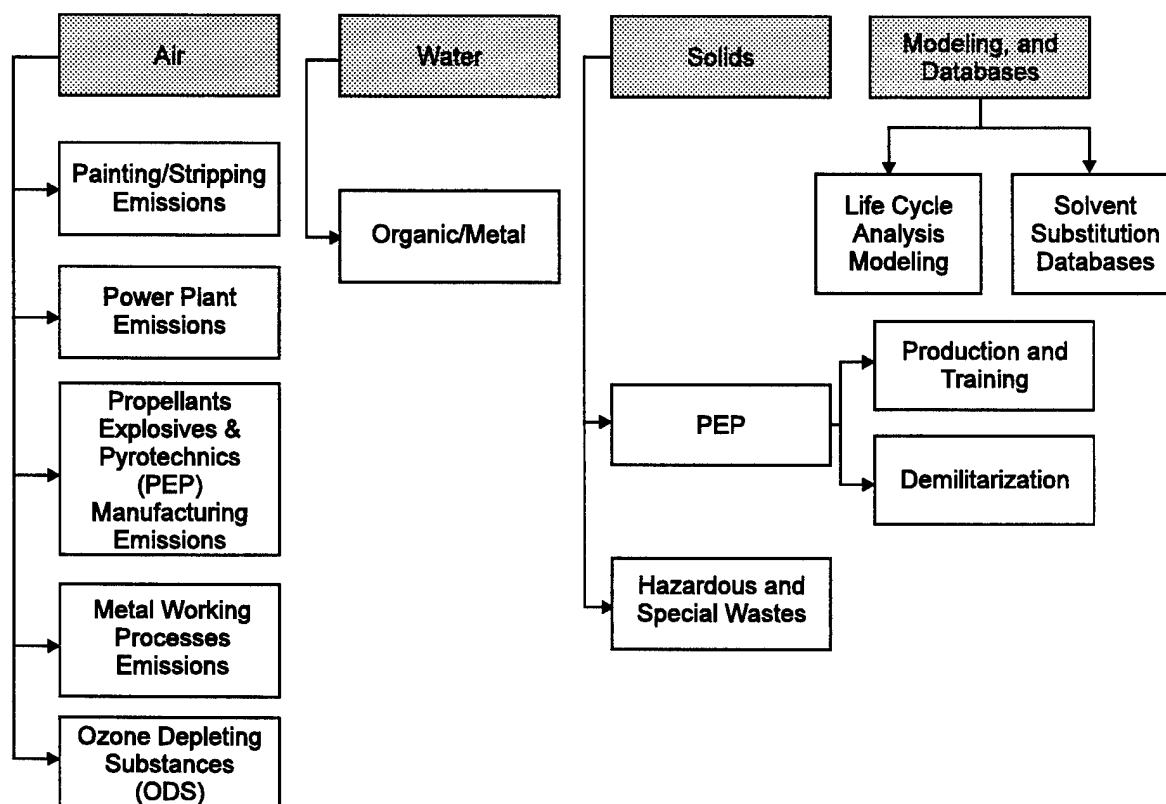 Air
Painting/Stripping
Emissions
Power Plant
Emissions
Propellants
Explosives &
Pyrotechnics
(PEP)
Manufacturing
Emissions
Metal Working
Processes
Emissions
Ozone Depleting
Substances
(ODS)
Water
Organic/Metal
Solids
PEP
Production and
Training
Demilitarization
Hazardous and
Special Wastes
Modeling, and
Databases
Life Cycle
Analysis
Modeling
Solvent
Substitution
Databases